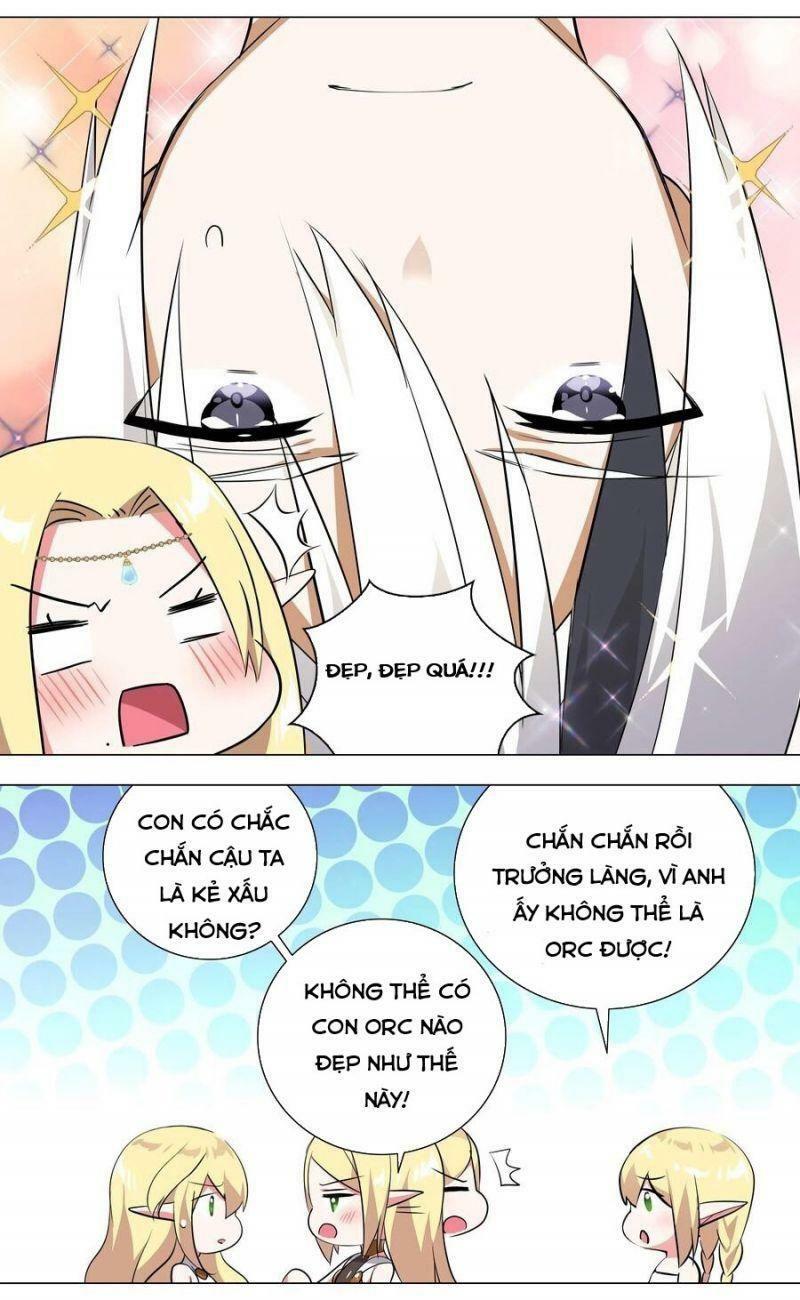 ĐẸP, ĐẸP QUÁ!!!
CON CÓ CHẮC
CHẮN CẬU TA
LÀ KẺ XẤU
KHÔNG?
CHẮN CHẮN RỒI
TRƯỞNG LÀNG, VÌ ANH
ẤY KHÔNG THỂ LÀ
ORC ĐƯỢC!
KHÔNG THỂ CÓ
CON ORC NÀO
ĐẸP NHƯ THẾ
NÀY!